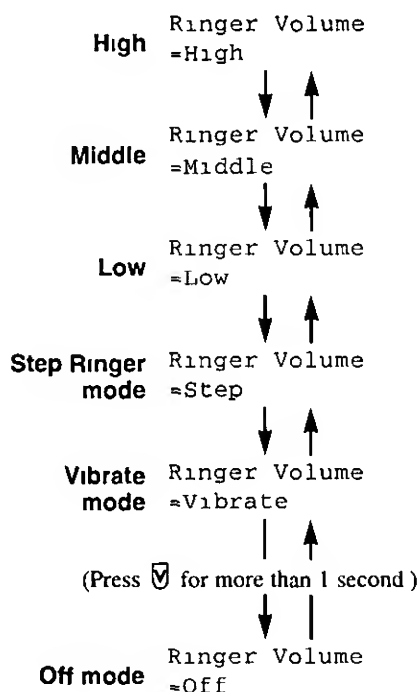 Ringer Volume
High =High
Ringer Volume
Middle =Middle
Ringer Volume
Low =Low
Step Ringer Ringer Volume
mode =Step
Vibrate Ringer Volume
mode =Vibrate
(Press for more than 1 second)
Ringer Volume
Off mode =Off